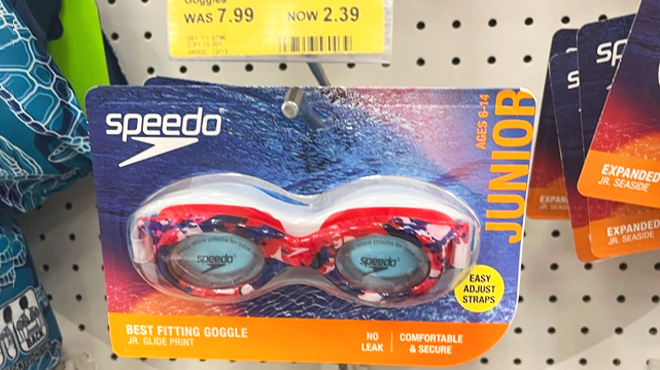 Goggles
WAS 7.99 NOW 2.39
speedo
AGES 6-14
JUNIOR
speedo
speedo
EASY
ADJUST
STRAPS
BEST FITTING GOGGLE
JR. GLIDE PRINT
NO
LEAK
COMFORTABLE
& SECURE
EXPANDED
JR. SEASIDE
EXPANDED
JR. SEASIDE